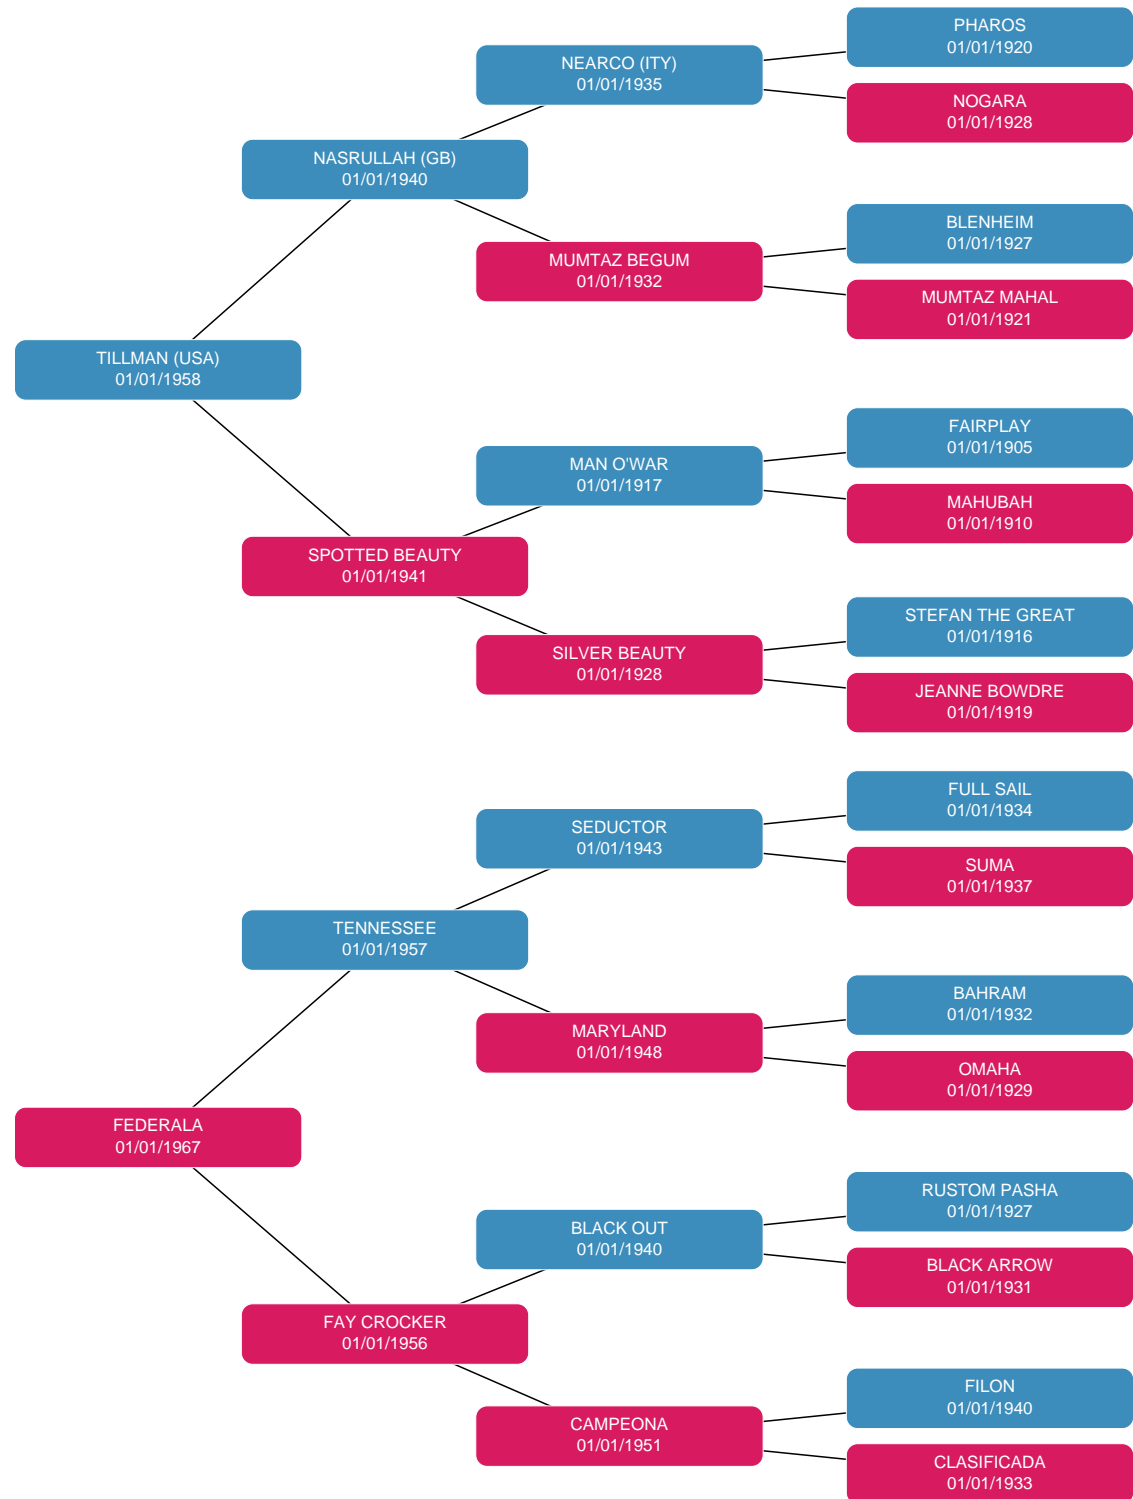 PHAROS
01/01/1920
NEARCO (ITY)
01/01/1935
NOGARA
01/01/1928
NASRULLAH (GB)
01/01/1940
BLENHEIM
01/01/1927
MUMTAZ BEGUM
01/01/1932
MUMTAZ MAHAL
01/01/1921
TILLMAN (USA)
01/01/1958
FAIRPLAY
01/01/1905
MAN O'WAR
01/01/1917
MAHUBAH
01/01/1910
SPOTTED BEAUTY
01/01/1941
STEFAN THE GREAT
01/01/1916
SILVER BEAUTY
01/01/1928
JEANNE BOWDRE
01/01/1919
FULL SAIL
01/01/1934
SEDUCTOR
01/01/1943
SUMA
01/01/1937
TENNESSEE
01/01/1957
BAHRAM
01/01/1932
MARYLAND
01/01/1948
OMAHA
01/01/1929
FEDERALA
01/01/1967
RUSTOM PASHA
01/01/1927
BLACK OUT
01/01/1940
BLACK ARROW
01/01/1931
FAY CROCKER
01/01/1956
FILON
01/01/1940
CAMPEONA
01/01/1951
CLASIFICADA
01/01/1933